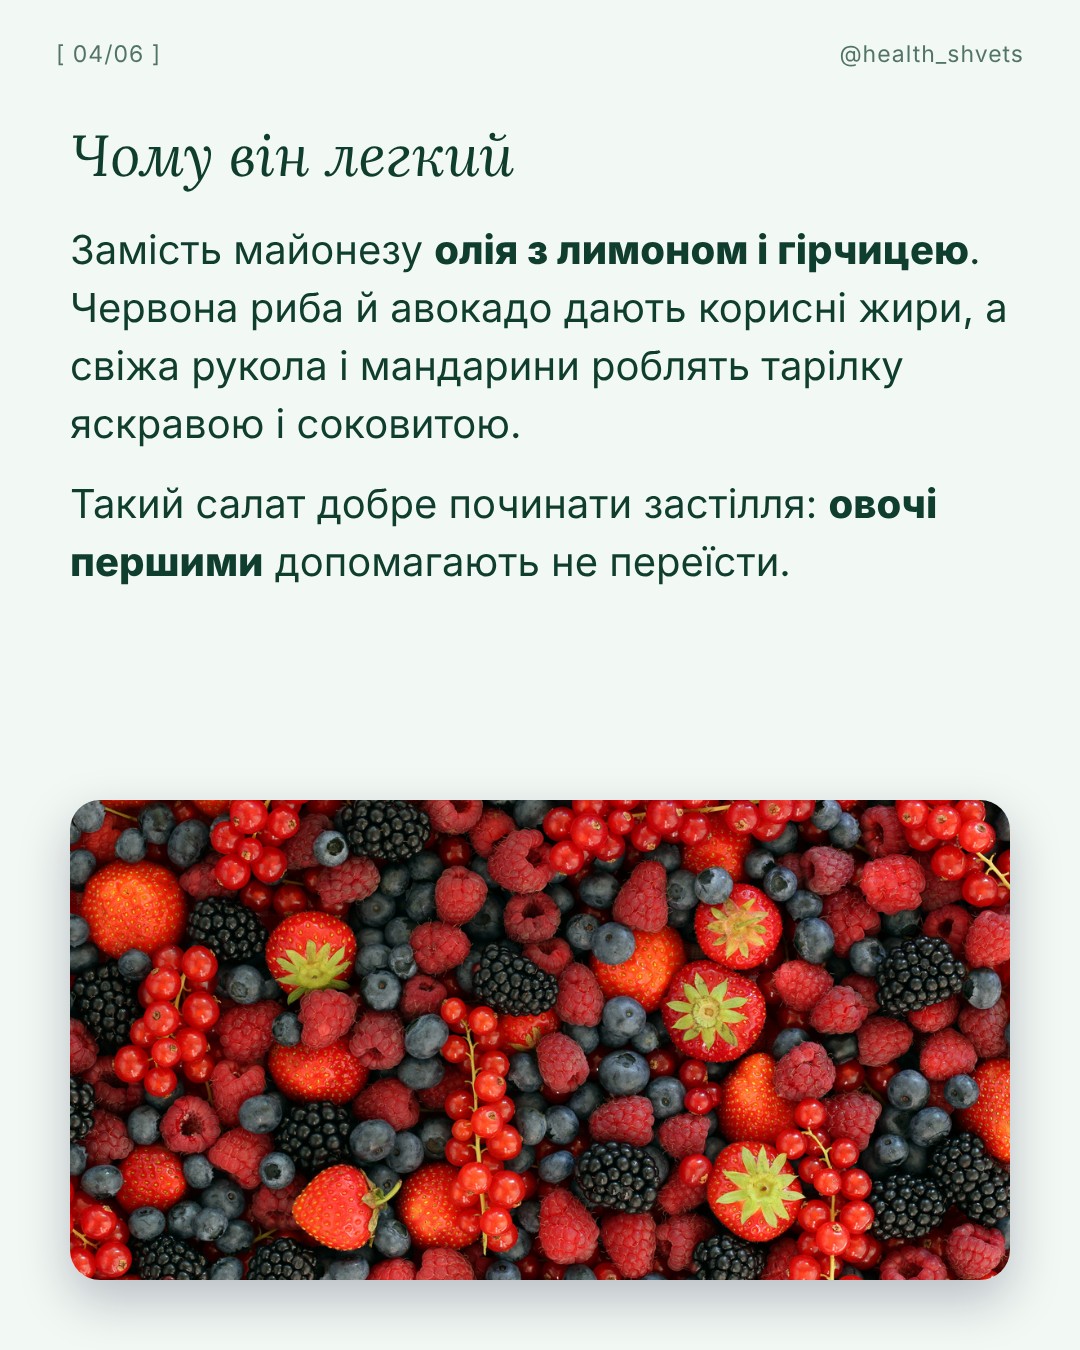 [ 04/06 ]
@health_shvets
Чому він легкий
Замість майонезу олія з лимоном і гірчицею.
Червона риба й авокадо дають корисні жири, а
свіжа рукола і мандарини роблять тарілку
яскравою і соковитою.
Такий салат добре починати застілля: овочі
першими допомагають не переїсти.